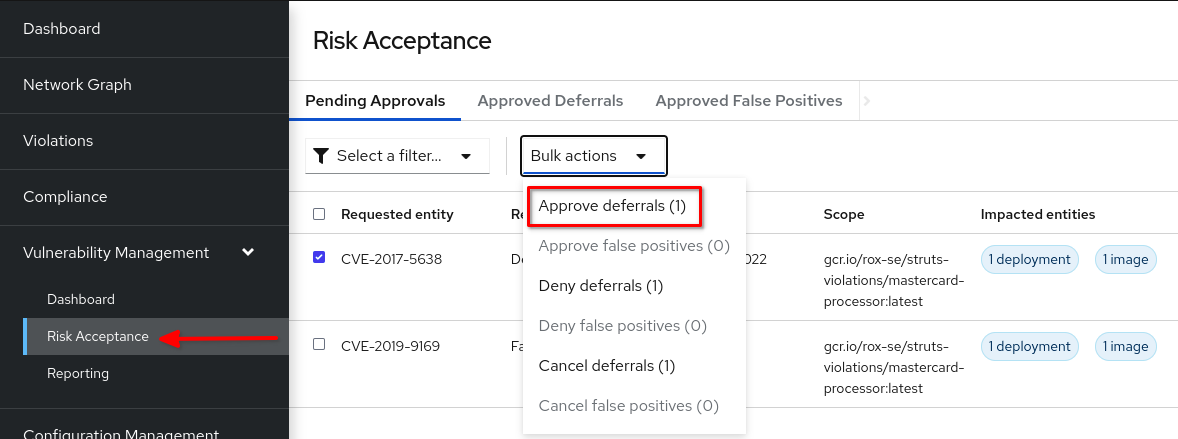 Dashboard
Network Graph
Violations
Compliance
Vulnerability Management
Dashboard
Risk Acceptance
Reporting
Configuration Management
Risk Acceptance
Pending Approvals Approved Deferrals Approved False Positives
Select a filter... Bulk actions
Approve deferrals (1)
Approve false positives (0)
Deny deferrals (1)
Deny false positives (0)
Cancel deferrals (1)
Cancel false positives (0)
Requested entity Re Scope Impacted entities
CVE-2017-5638 De 022 gcr.io/rox-se/struts- 1 deployment 1 image
violations/mastercard-
processor:latest
CVE-2019-9169 Fa gcr.io/rox-se/struts- 1 deployment 1 image
violations/mastercard-
processor:latest